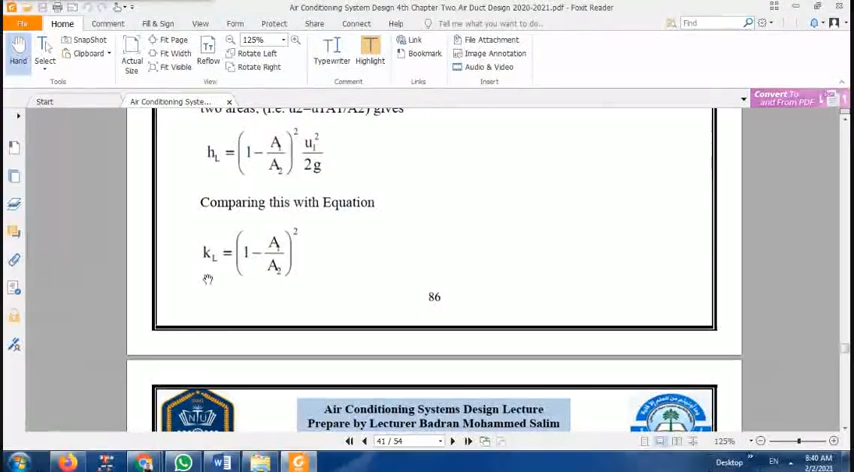 Air Conditioning System Design 4th Chapter Two Air Duct Design 2020-2021.pdf - Foxit Reader
File Home Comment Fill & Sign View Form Protect Share Connect Help Extras Tell me what you want to do... Find
Hand
Select
SnapShot
Clipboard
Actual Size
Fit Page
Fit Width
Fit Visible
Reflow
125%
Rotate Left
Rotate Right
Typewriter
Highlight
Link
Bookmark
File Attachment
Image Annotation
Audio & Video
Tools View Comment Links Insert
Start Air Conditioning Syste...
Convert To and From PDF
two areas, (i.e. u2=u1A1/A2) gives
h_L = (1 − A₁/A₂)² u₁²/2g
Comparing this with Equation
k_L = (1 − A₁/A₂)²
86
NTU
Air Conditioning Systems Design Lecture
Prepare by Lecturer Badran Mohammed Salim
41 / 54
125%
Desktop EN 8:40 AM
2/2/2021